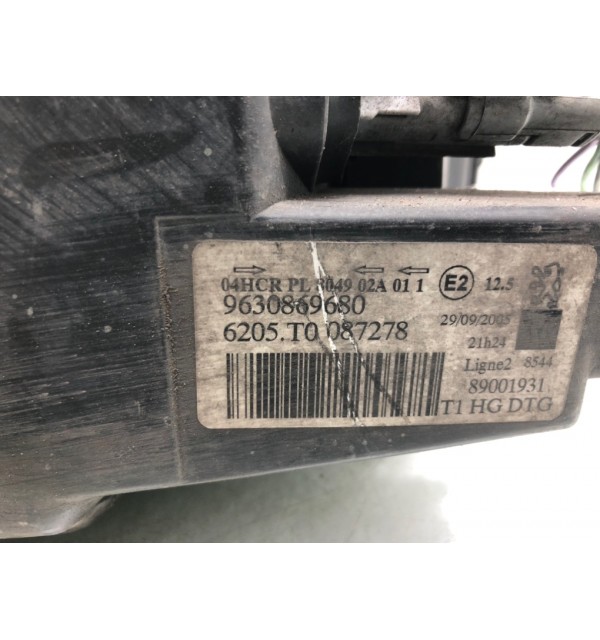 04HCR PL 8049 02A 01 1 E2 12.5
9630869680
6205.T0 087278
29/09/2005
21h24
Ligne2 8544
89001931
T1 HG DTG